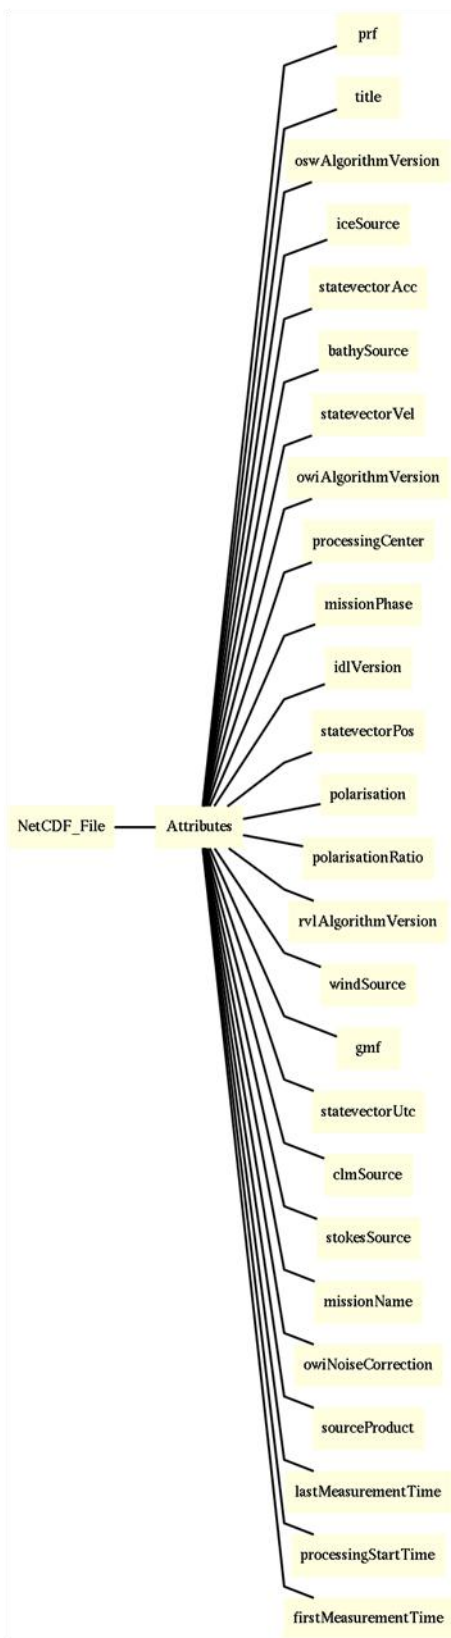 prf
title
oswAlgorithmVersion
iceSource
statevectorAcc
bathySource
statevectorVel
owiAlgorithmVersion
processingCenter
missionPhase
idlVersion
statevectorPos
polarisation
NetCDF_File
Attributes
polarisationRatio
rvlAlgorithmVersion
windSource
gmf
statevectorUtc
clmSource
stokesSource
missionName
owiNoiseCorrection
sourceProduct
lastMeasurementTime
processingStartTime
firstMeasurementTime